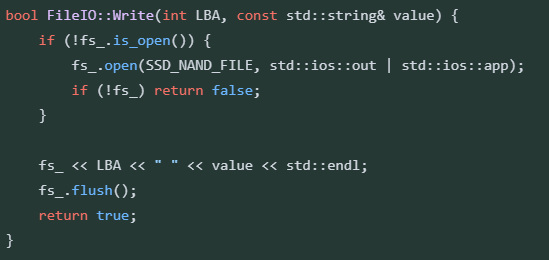 bool FileIO::Write(int LBA, const std::string& value) {
    if (!fs_.is_open()) {
        fs_.open(SSD_NAND_FILE, std::ios::out | std::ios::app);
        if (!fs_) return false;
    }

    fs_ << LBA << " " << value << std::endl;
    fs_.flush();
    return true;
}